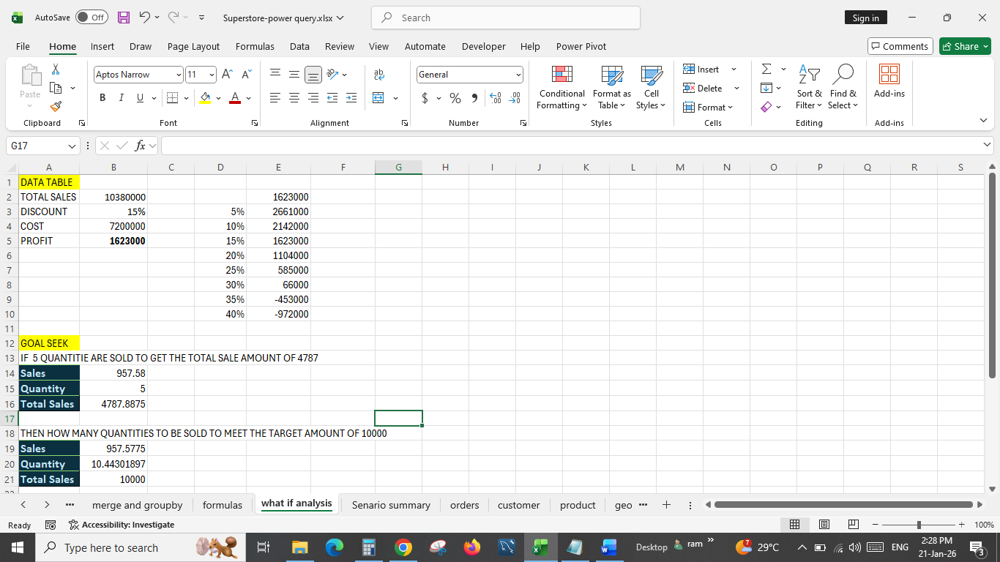 AutoSave Off Superstore-power query.xlsx Search Sign in
File Home Insert Draw Page Layout Formulas Data Review View Automate Developer Help Power Pivot Comments Share
Paste Aptos Narrow 11 A A ab General Conditional Formatting Format as Table Cell Styles Insert Delete Format Sort & Filter Find & Select Add-ins
B I U A $ % 9 .00
Clipboard Font Alignment Number Styles Cells Editing Add-ins
G17 fx
A B C D E F G H I J K L M N O P Q R S
1 DATA TABLE
2 TOTAL SALES 10380000 1623000
3 DISCOUNT 15% 5% 2661000
4 COST 7200000 10% 2142000
5 PROFIT 1623000 15% 1623000
6 20% 1104000
7 25% 585000
8 30% 66000
9 35% -453000
10 40% -972000
11
12 GOAL SEEK
13 IF 5 QUANTITIE ARE SOLD TO GET THE TOTAL SALE AMOUNT OF 4787
14 Sales 957.58
15 Quantity 5
16 Total Sales 4787.8875
17
18 THEN HOW MANY QUANTITIES TO BE SOLD TO MEET THE TARGET AMOUNT OF 10000
19 Sales 957.5775
20 Quantity 10.44301897
21 Total Sales 10000
merge and groupby formulas what if analysis Senario summary orders customer product geo
Ready Accessibility: Investigate 100%
Type here to search Desktop ram 7 29°C ENG 2:28 PM
21-Jan-26 3